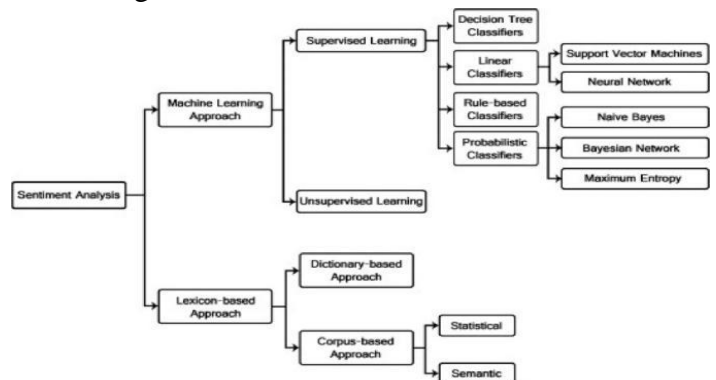 Decision Tree
Classifiers
Supervised Learning
Linear
Classifiers
Support Vector Machines
Neural Network
Machine Learning
Approach
Rule-based
Classifiers
Naive Bayes
Probabilistic
Classifiers
Bayesian Network
Maximum Entropy
Sentiment Analysis
Unsupervised Learning
Dictionary-based
Approach
Lexicon-based
Approach
Statistical
Corpus-based
Approach
Semantic